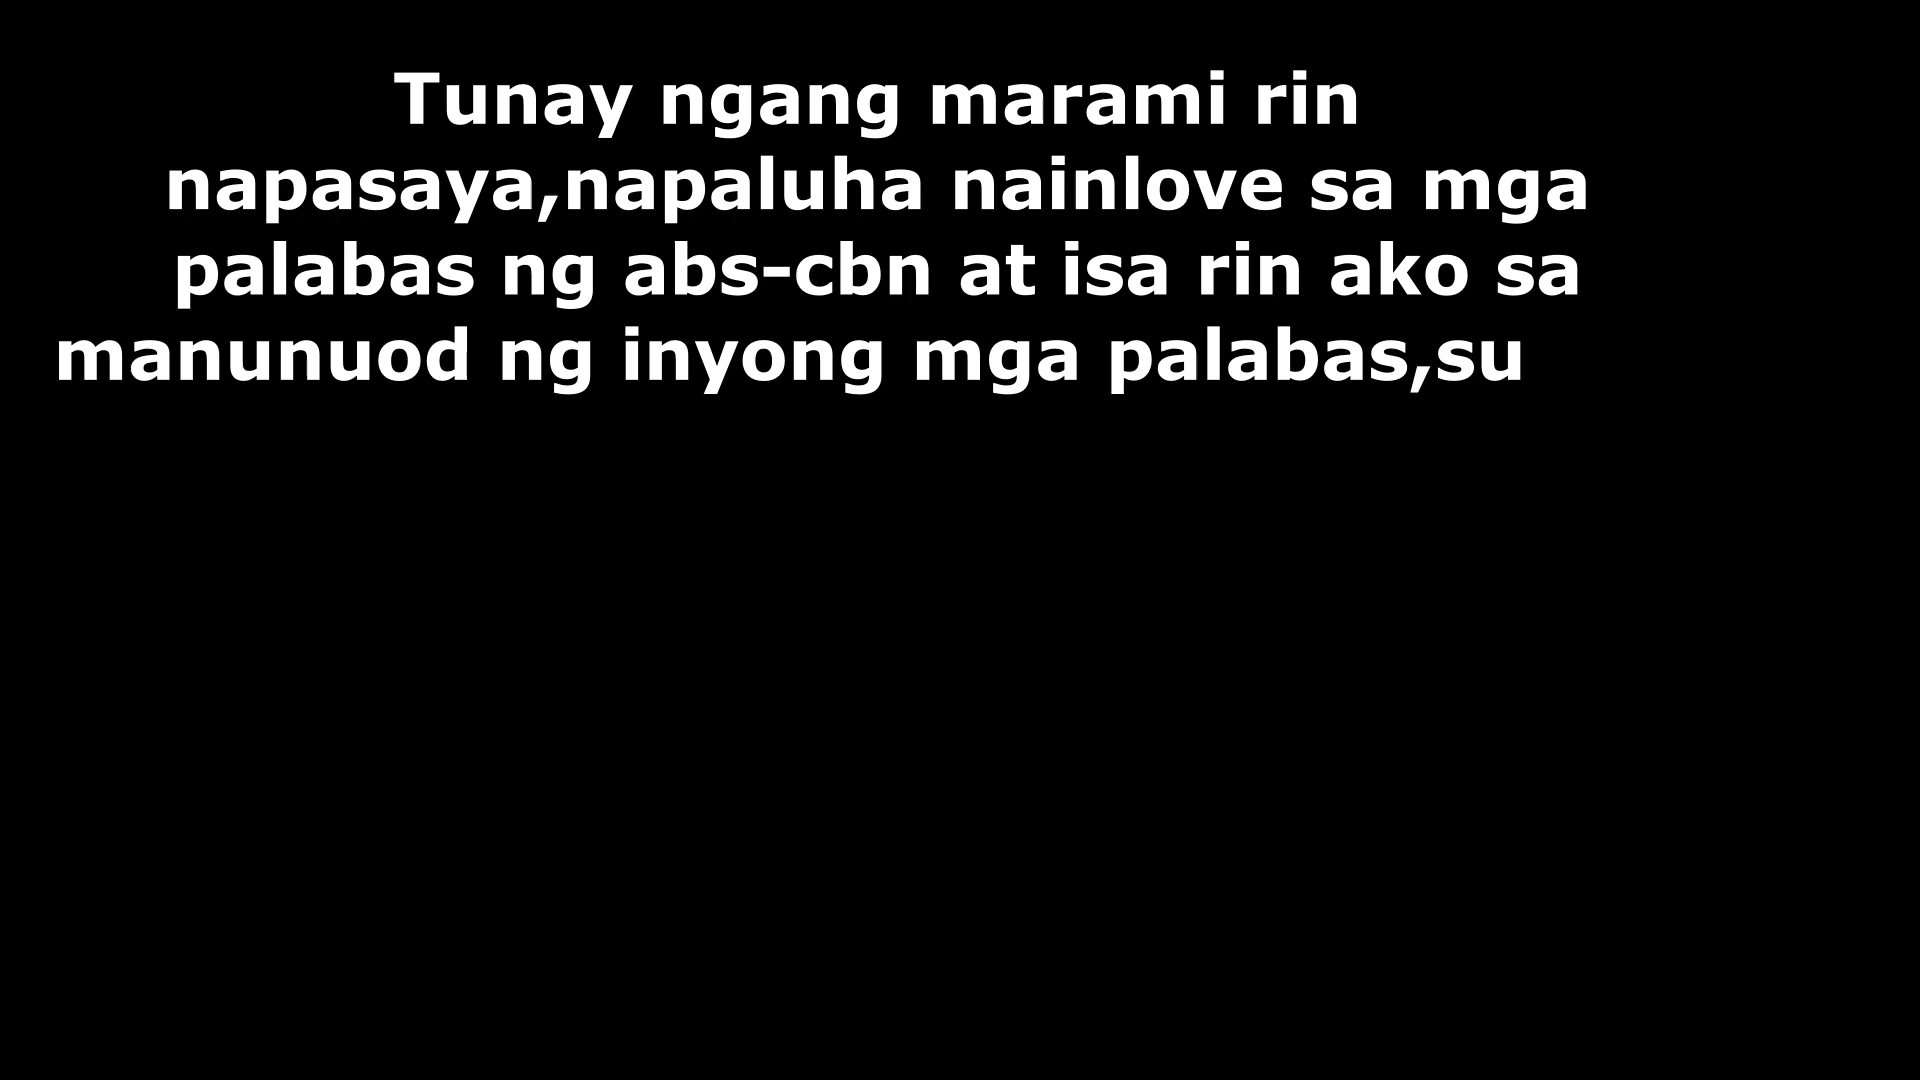 Tunay ngang marami rin
napasaya,napaluha nainlove sa mga
palabas ng abs-cbn at isa rin ako sa
manunuod ng inyong mga palabas,su